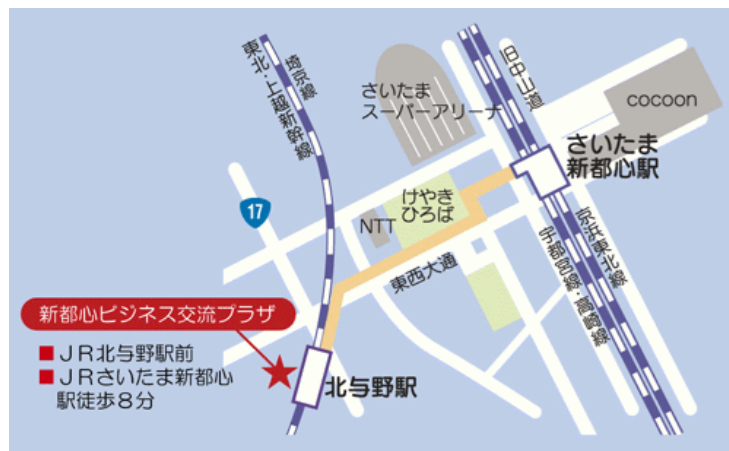 東北・上越新幹線
埼京線
さいたま
スーパーアリーナ
旧中山道
cocoon
さいたま
新都心駅
けやき
ひろば
NTT
17
東西大通
宇都宮線・高崎線
京浜東北線
新都心ビジネス交流プラザ
■ＪＲ北与野駅前
■ＪＲさいたま新都心
駅徒歩８分
北与野駅